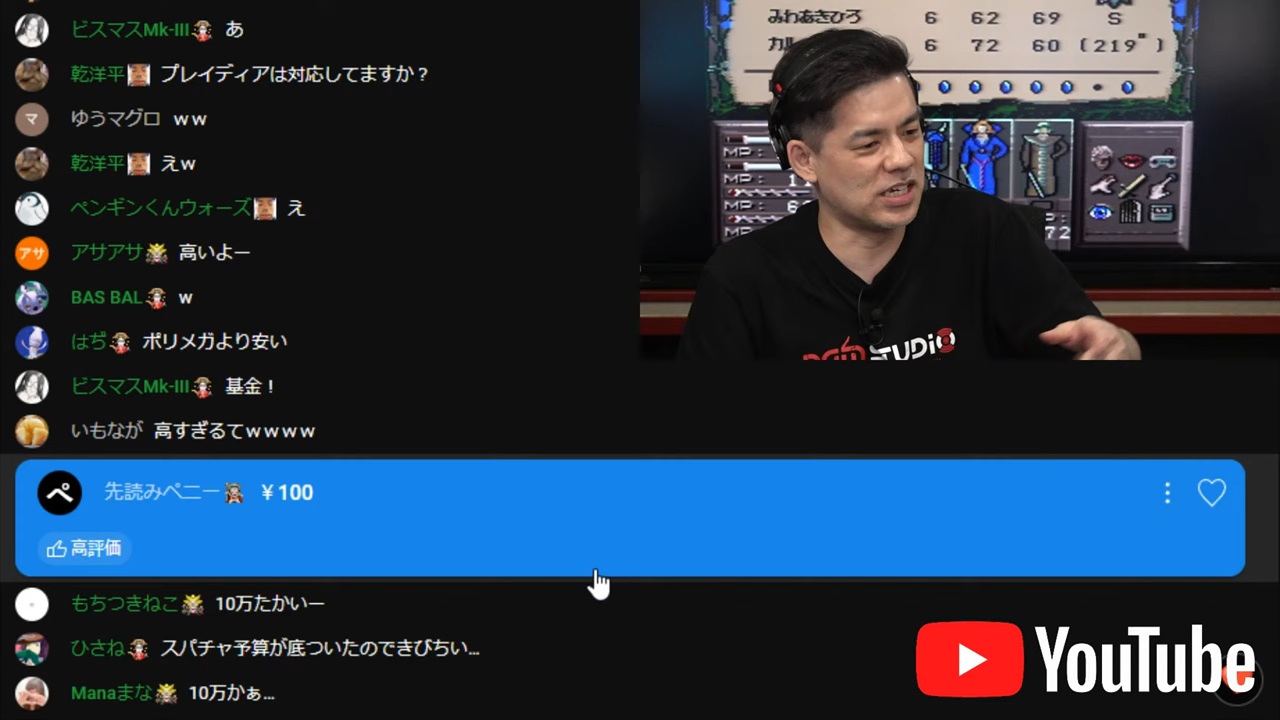 ビスマスMk-III あ
乾洋平 プレイディアは対応してますか？
マ ゆうマグロ ｗｗ
乾洋平 えw
ペンギンくんウォーズ え
アサ アサアサ 高いよー
BAS BAL w
はぢ ポリメガより安い
ビスマスMk-III 基金！
いもなが 高すぎるてｗｗｗｗ
ペ 先読みペニー ￥100
高評価
もちつきねこ 10万たかいー
ひさね スパチャ予算が底ついたのできびちい…
Manaまな 10万かぁ…
みわあきひろ 6 62 69 S
6 72 60 (219" )
MP:
MP:
MP:
MP:
72
STUDiO
YouTube